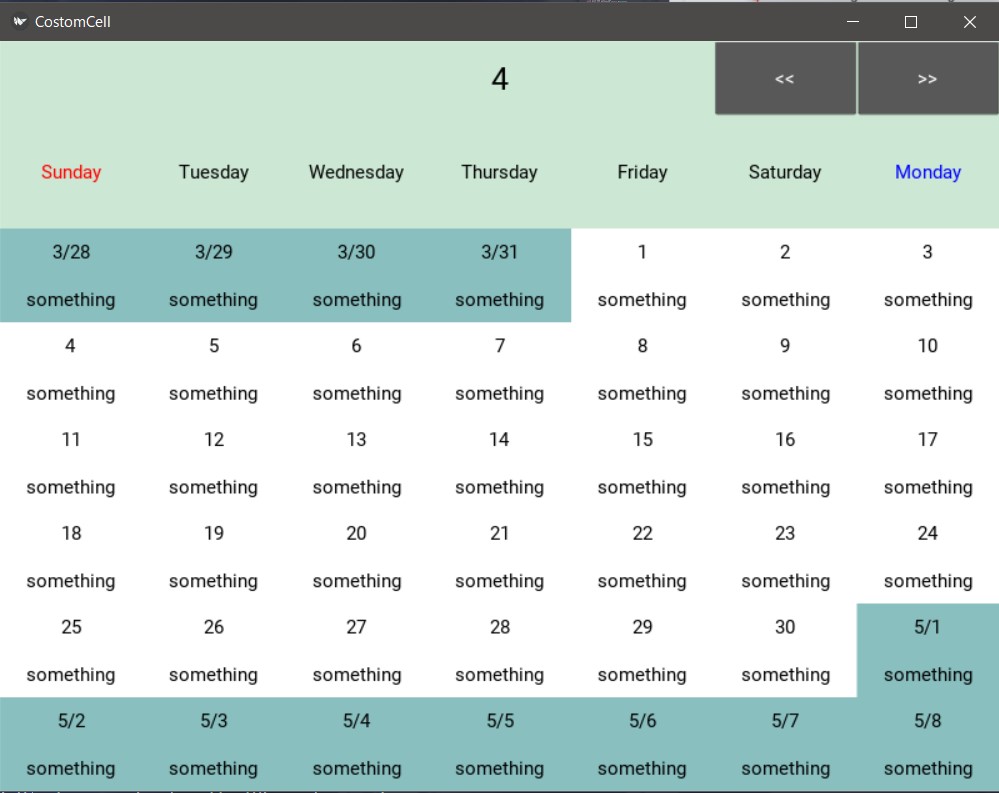 CostomCell
4 << >>
Sunday Tuesday Wednesday Thursday Friday Saturday Monday
3/28 3/29 3/30 3/31 1 2 3
something something something something something something something
4 5 6 7 8 9 10
something something something something something something something
11 12 13 14 15 16 17
something something something something something something something
18 19 20 21 22 23 24
something something something something something something something
25 26 27 28 29 30 5/1
something something something something something something something
5/2 5/3 5/4 5/5 5/6 5/7 5/8
something something something something something something something